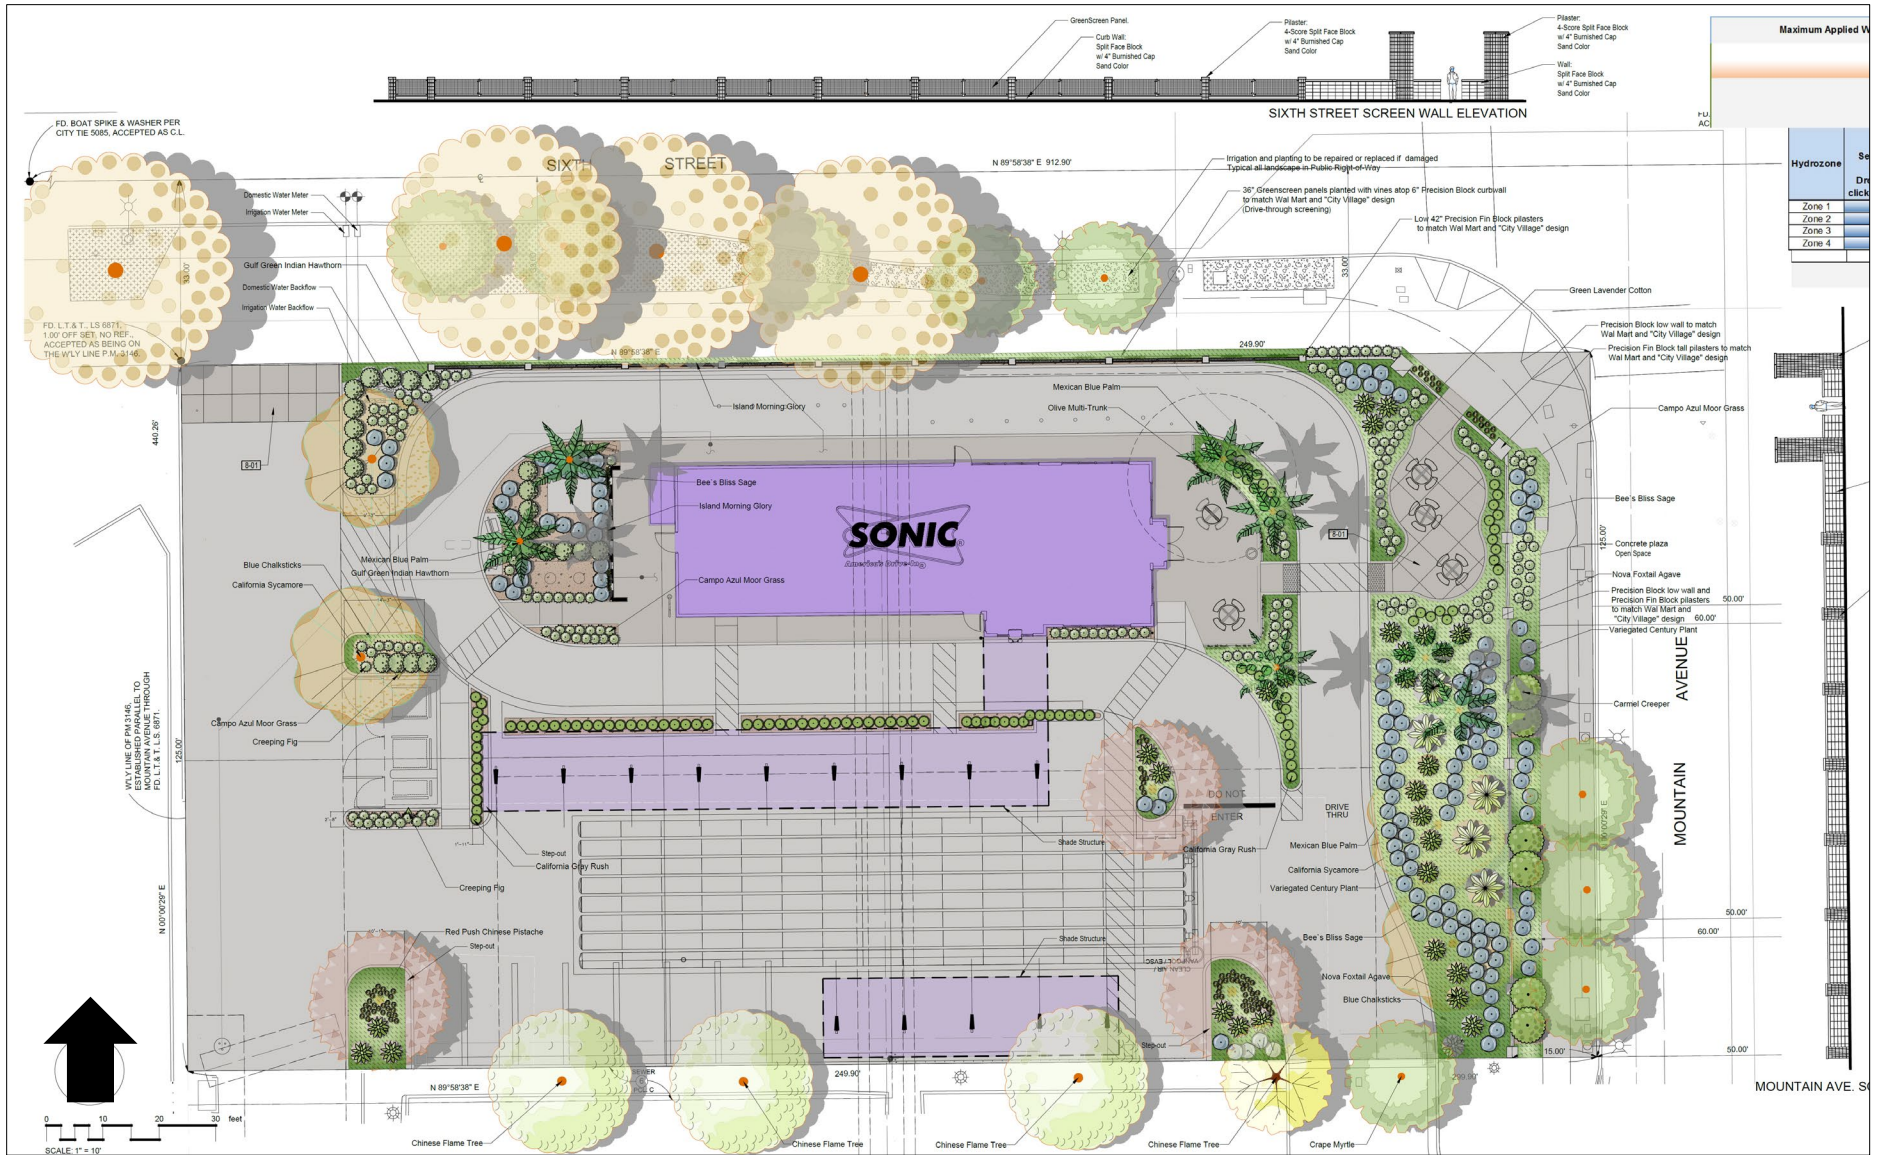 GreenScreen Panel.
Curb Wall:
Split Face Block
w/ 4" Burnished Cap
Sand Color
Pilaster:
4-Score Split Face Block
w/ 4" Burnished Cap
Sand Color
Pilaster:
4-Score Split Face Block
w/ 4" Burnished Cap
Sand Color
Wall:
Split Face Block
w/ 4" Burnished Cap
Sand Color
Maximum Applied W
SIXTH STREET SCREEN WALL ELEVATION
FD. BOAT SPIKE & WASHER PER
CITY TIE 5085, ACCEPTED AS C.L.
FD.
AC
SIXTH STREET
N 89°58'38" E 912.90'
Irrigation and planting to be repaired or replaced if damaged
Typical all landscape in Public Right-of-Way
36" Greenscreen panels planted with vines atop 6" Precision Block curbwall
to match Wal Mart and "City Village" design
(Drive-through screening)
Low 42" Precision Fin Block pilasters
to match Wal Mart and "City Village" design
Hydrozone
Se
Dro
click
Zone 1
Zone 2
Zone 3
Zone 4
Domestic Water Meter
Irrigation Water Meter
Gulf Green Indian Hawthorn
Domestic Water Backflow
Irrigation Water Backflow
33.00'
33.00'
Green Lavender Cotton
Precision Block low wall to match
Wal Mart and "City Village" design
Precision Fin Block tall pilasters to match
Wal Mart and "City Village" design
FD. L.T.& T., LS 6871,
1.00' OFF SET, NO REF.,
ACCEPTED AS BEING ON
THE W'LY LINE P.M. 3146.
N 89°58'38" E
249.90'
Island Morning Glory
Mexican Blue Palm
Olive Multi-Trunk
Campo Azul Moor Grass
440.26'
8-01
Bee's Bliss Sage
Island Morning Glory
SONIC
America's Drive-In
8-01
Bee's Bliss Sage
125.00'
Concrete plaza
Open Space
Mexican Blue Palm
Gulf Green Indian Hawthorn
Blue Chalksticks
California Sycamore
Campo Azul Moor Grass
Nova Foxtail Agave
Precision Block low wall and
Precision Fin Block pilasters
to match Wal Mart and
"City Village" design
50.00'
60.00'
Variegated Century Plant
MOUNTAIN AVENUE
Carmel Creeper
W'LY LINE OF PM 3146,
ESTABLISHED PARALLEL TO
MOUNTAIN AVENUE THROUGH
FD. L.T.& T., L.S. 6871.
125.00'
Campo Azul Moor Grass
Creeping Fig
DO NOT
ENTER
DRIVE
THRU
Step-out
California Gray Rush
Shade Structure
California Gray Rush
Mexican Blue Palm
California Sycamore
Variegated Century Plant
Creeping Fig
N 00°00'29" E
50.00'
60.00'
Red Push Chinese Pistache
Step-out
Shade Structure
Bee's Bliss Sage
CLEAN AIR /
VANPOOL / EVSC
Nova Foxtail Agave
Blue Chalksticks
Step-out
15.00'
50.00'
N 89°58'38" E
SEWER
249.90'
299.90'
MOUNTAIN AVE. SC
0 10 20 30 feet
SCALE: 1" = 10'
Chinese Flame Tree
Chinese Flame Tree
Chinese Flame Tree
Chinese Flame Tree
Crape Myrtle